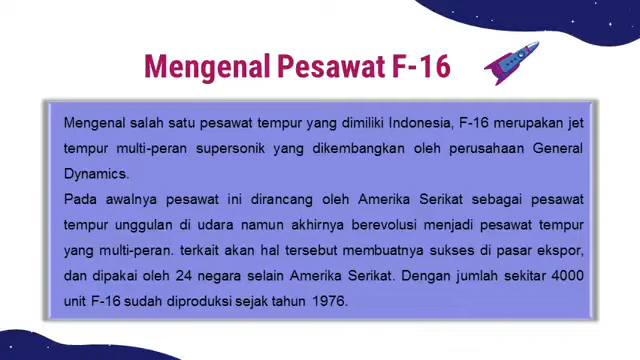 Mengenal Pesawat F-16
Mengenal salah satu pesawat tempur yang dimiliki Indonesia, F-16 merupakan jet
tempur multi-peran supersonik yang dikembangkan oleh perusahaan General
Dynamics.
Pada awalnya pesawat ini dirancang oleh Amerika Serikat sebagai pesawat
tempur unggulan di udara namun akhirnya berevolusi menjadi pesawat tempur
yang multi-peran. terkait akan hal tersebut membuatnya sukses di pasar ekspor,
dan dipakai oleh 24 negara selain Amerika Serikat. Dengan jumlah sekitar 4000
unit F-16 sudah diproduksi sejak tahun 1976.